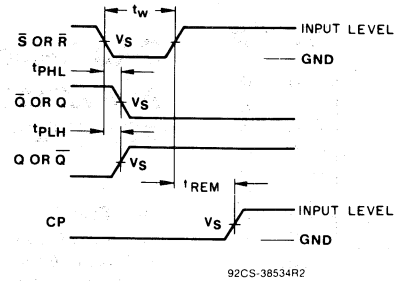 tW
INPUT LEVEL
S̅ OR R̅
VS
GND
tPHL
Q̅ OR Q
VS
tPLH
Q OR Q̅
VS
tREM
INPUT LEVEL
CP
VS
GND
92CS-38534R2